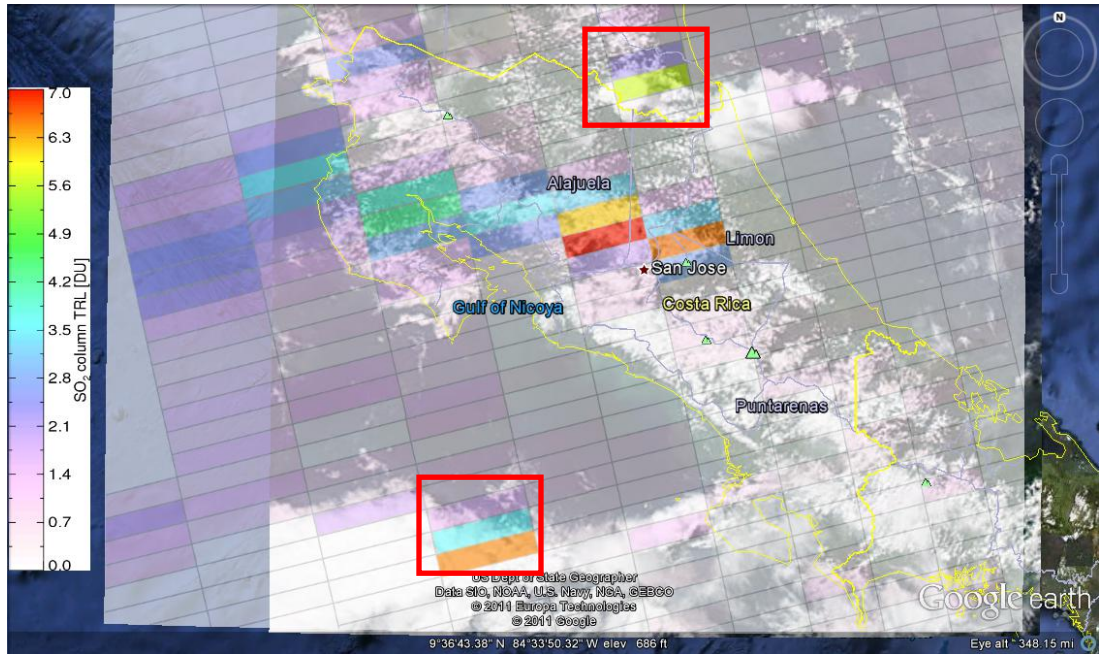 N
7.0
6.3
5.6
4.9
4.2
3.5
2.8
2.1
1.4
0.7
0.0
SO2 column TRL [DU]
Alajuela
Limon
San Jose
Gulf of Nicoya
Costa Rica
Puntarenas
US Dept of State Geographer
Data SIO, NOAA, U.S. Navy, NGA, GEBCO
© 2011 Europa Technologies
© 2011 Google
Google earth
9°36'43.38" N 84°33'50.32" W elev 686 ft
Eye alt 348.15 mi